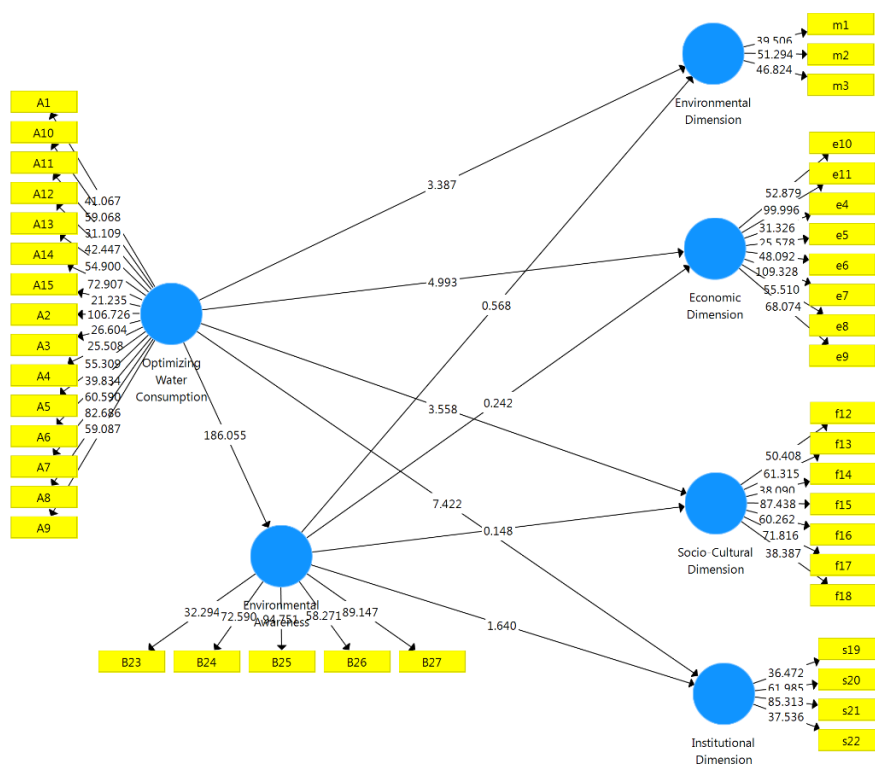 A1
A10
A11
A12
A13
A14
A15
A2
A3
A4
A5
A6
A7
A8
A9
41.067
59.068
31.109
42.447
54.900
72.907
21.235
106.726
26.604
25.508
55.309
39.834
60.590
82.686
59.087
Optimizing
Water
Consumption
186.055
3.387
4.993
3.558
7.422
0.568
0.242
0.148
1.640
Environmental
Awareness
32.294
72.590
94.751
58.271
89.147
B23
B24
B25
B26
B27
Environmental
Dimension
39.506
51.294
46.824
m1
m2
m3
Economic
Dimension
52.879
99.996
31.326
25.578
48.092
109.328
55.510
68.074
e10
e11
e4
e5
e6
e7
e8
e9
Socio-Cultural
Dimension
50.408
61.315
38.090
87.438
60.262
71.816
38.387
f12
f13
f14
f15
f16
f17
f18
Institutional
Dimension
36.472
61.985
85.313
37.536
s19
s20
s21
s22